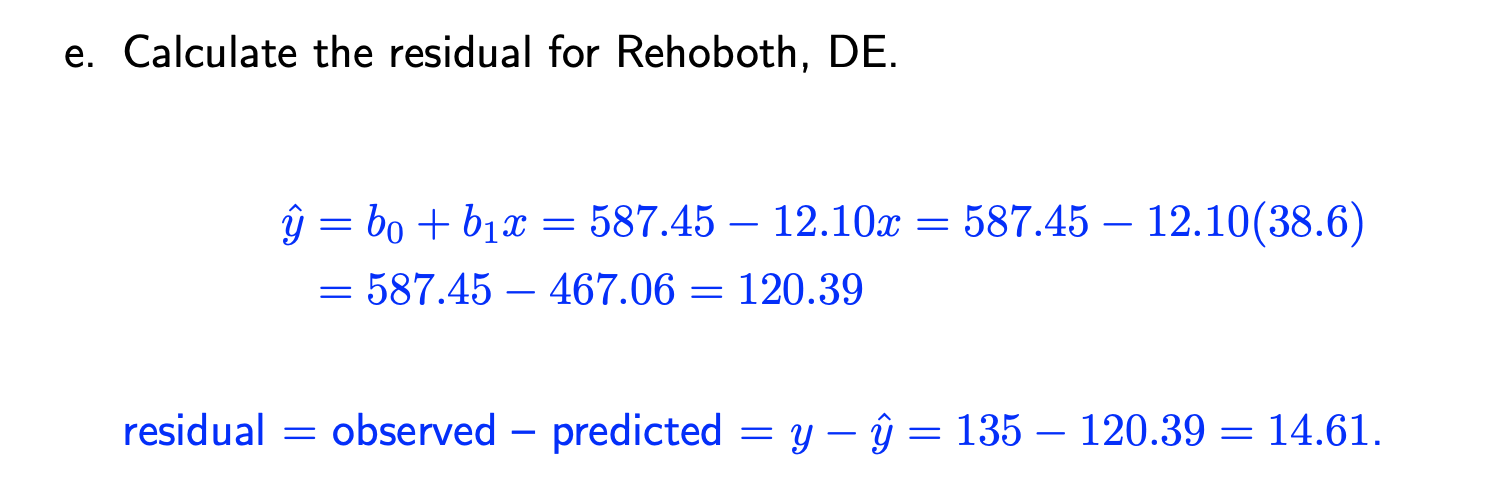 e. Calculate the residual for Rehoboth, DE.
ŷ = b₀ + b₁x = 587.45 − 12.10x = 587.45 − 12.10(38.6)
= 587.45 − 467.06 = 120.39
residual = observed − predicted = y − ŷ = 135 − 120.39 = 14.61.